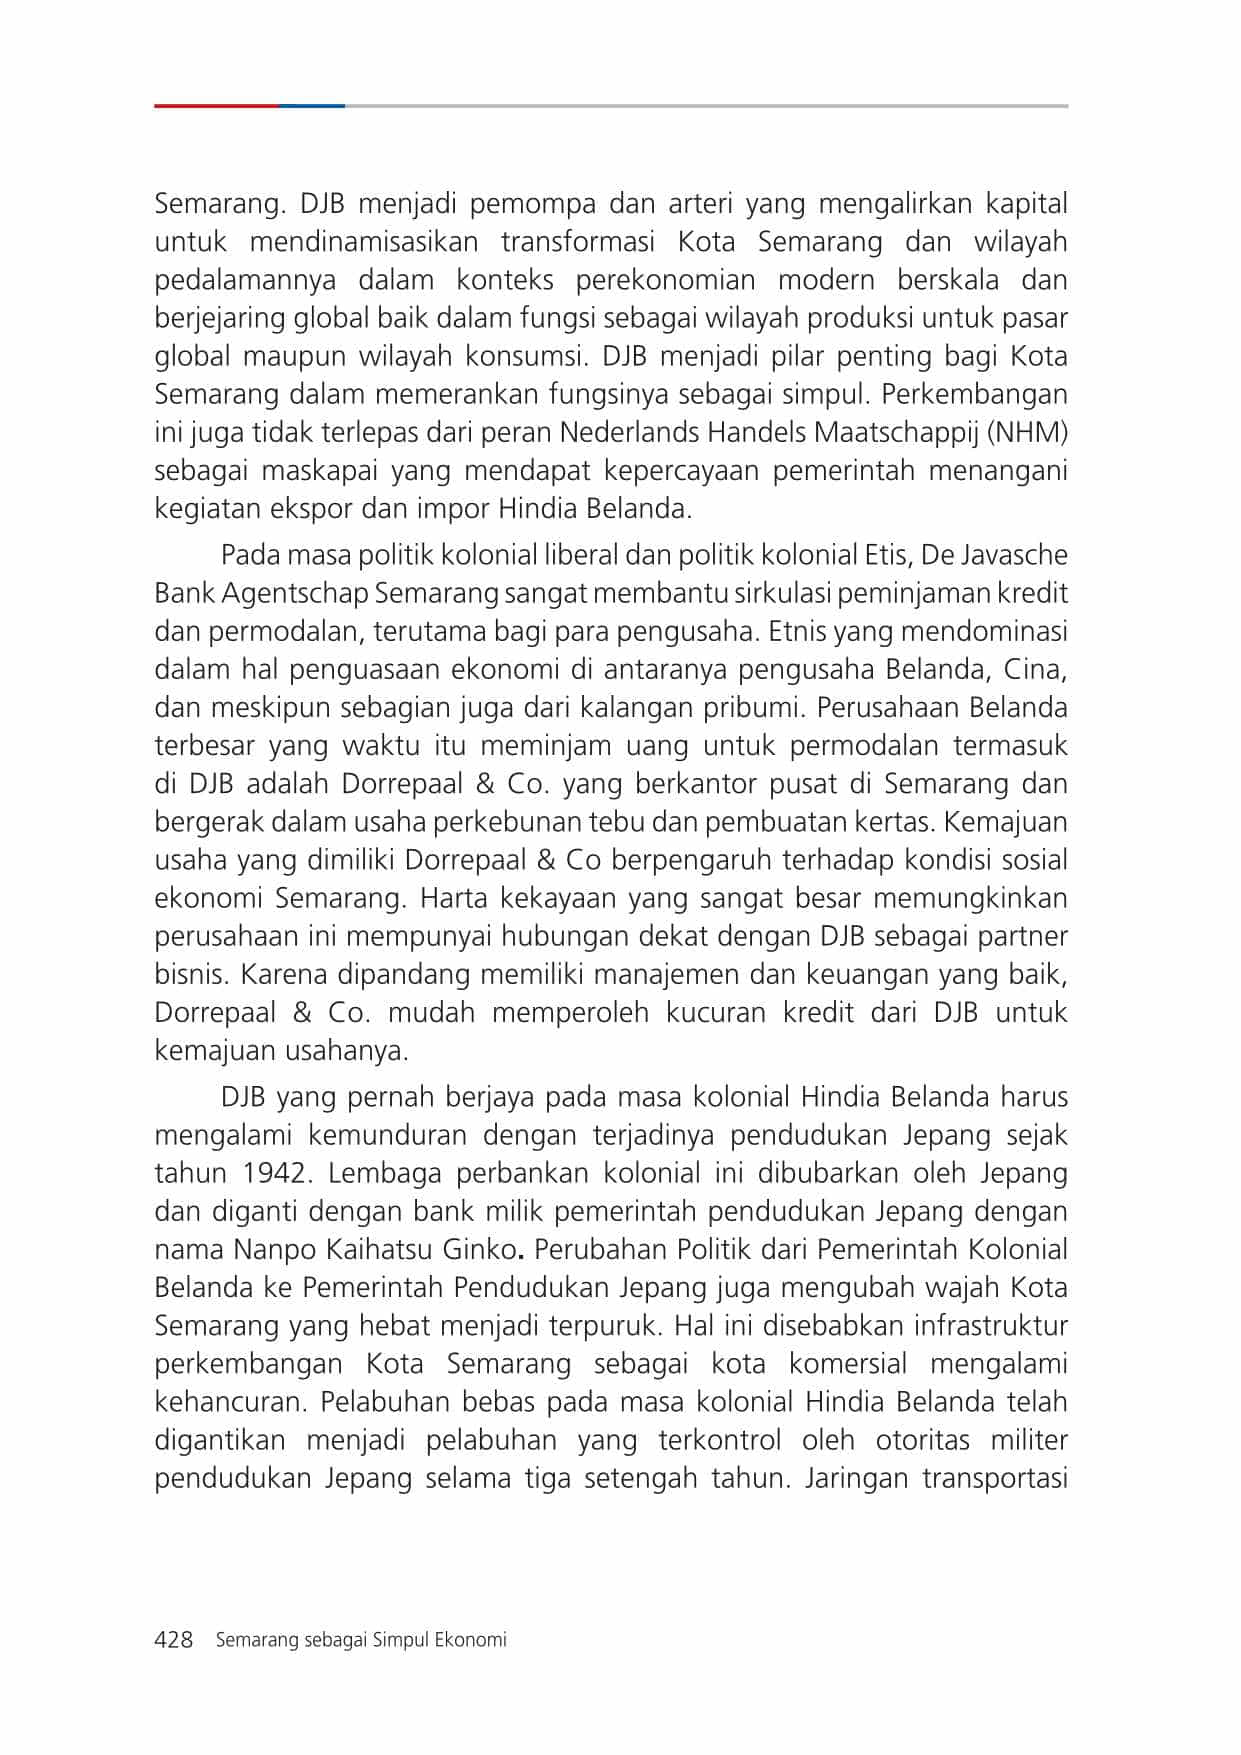 Semarang. DJB menjadi pemompa dan arteri yang mengalirkan kapital
untuk mendinamisasikan transformasi Kota Semarang dan wilayah
pedalamannya dalam konteks perekonomian modern berskala dan
berjejaring global baik dalam fungsi sebagai wilayah produksi untuk pasar
global maupun wilayah konsumsi. DJB menjadi pilar penting bagi Kota
Semarang dalam memerankan fungsinya sebagai simpul. Perkembangan
ini juga tidak terlepas dari peran Nederlands Handels Maatschappij (NHM)
sebagai maskapai yang mendapat kepercayaan pemerintah menangani
kegiatan ekspor dan impor Hindia Belanda.
Pada masa politik kolonial liberal dan politik kolonial Etis, De Javasche
Bank Agentschap Semarang sangat membantu sirkulasi peminjaman kredit
dan permodalan, terutama bagi para pengusaha. Etnis yang mendominasi
dalam hal penguasaan ekonomi di antaranya pengusaha Belanda, Cina,
dan meskipun sebagian juga dari kalangan pribumi. Perusahaan Belanda
terbesar yang waktu itu meminjam uang untuk permodalan termasuk
di DJB adalah Dorrepaal & Co. yang berkantor pusat di Semarang dan
bergerak dalam usaha perkebunan tebu dan pembuatan kertas. Kemajuan
usaha yang dimiliki Dorrepaal & Co berpengaruh terhadap kondisi sosial
ekonomi Semarang. Harta kekayaan yang sangat besar memungkinkan
perusahaan ini mempunyai hubungan dekat dengan DJB sebagai partner
bisnis. Karena dipandang memiliki manajemen dan keuangan yang baik,
Dorrepaal & Co. mudah memperoleh kucuran kredit dari DJB untuk
kemajuan usahanya.
DJB yang pernah berjaya pada masa kolonial Hindia Belanda harus
mengalami kemunduran dengan terjadinya pendudukan Jepang sejak
tahun 1942. Lembaga perbankan kolonial ini dibubarkan oleh Jepang
dan diganti dengan bank milik pemerintah pendudukan Jepang dengan
nama Nanpo Kaihatsu Ginko. Perubahan Politik dari Pemerintah Kolonial
Belanda ke Pemerintah Pendudukan Jepang juga mengubah wajah Kota
Semarang yang hebat menjadi terpuruk. Hal ini disebabkan infrastruktur
perkembangan Kota Semarang sebagai kota komersial mengalami
kehancuran. Pelabuhan bebas pada masa kolonial Hindia Belanda telah
digantikan menjadi pelabuhan yang terkontrol oleh otoritas militer
pendudukan Jepang selama tiga setengah tahun. Jaringan transportasi
428 Semarang sebagai Simpul Ekonomi